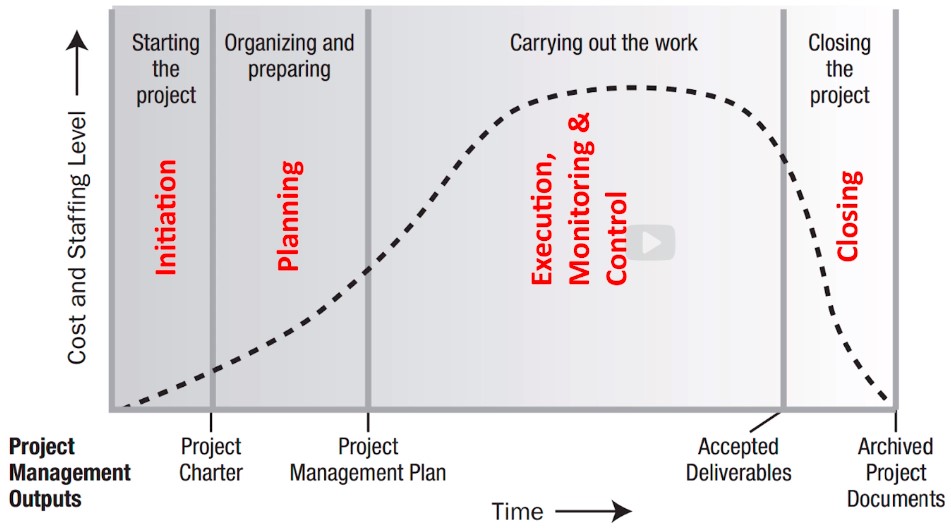 Starting
the
project
Organizing and
preparing
Carrying out the work
Closing
the
project
Cost and Staffing Level
Initiation
Planning
Execution,
Monitoring &
Control
Closing
Project
Management
Outputs
Project
Charter
Project
Management Plan
Accepted
Deliverables
Archived
Project
Documents
Time